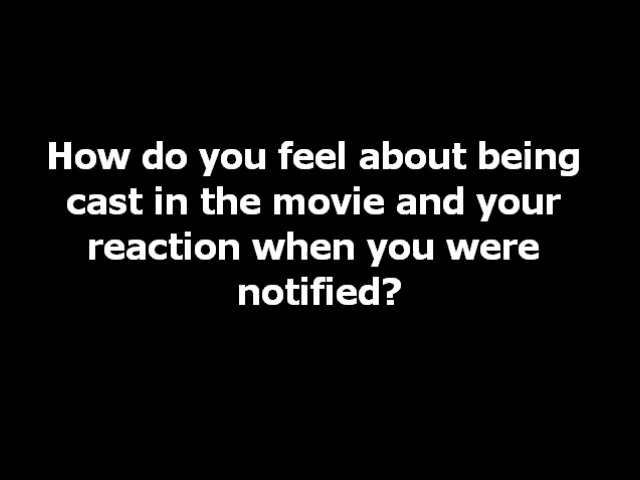 How do you feel about being
cast in the movie and your
reaction when you were
notified?